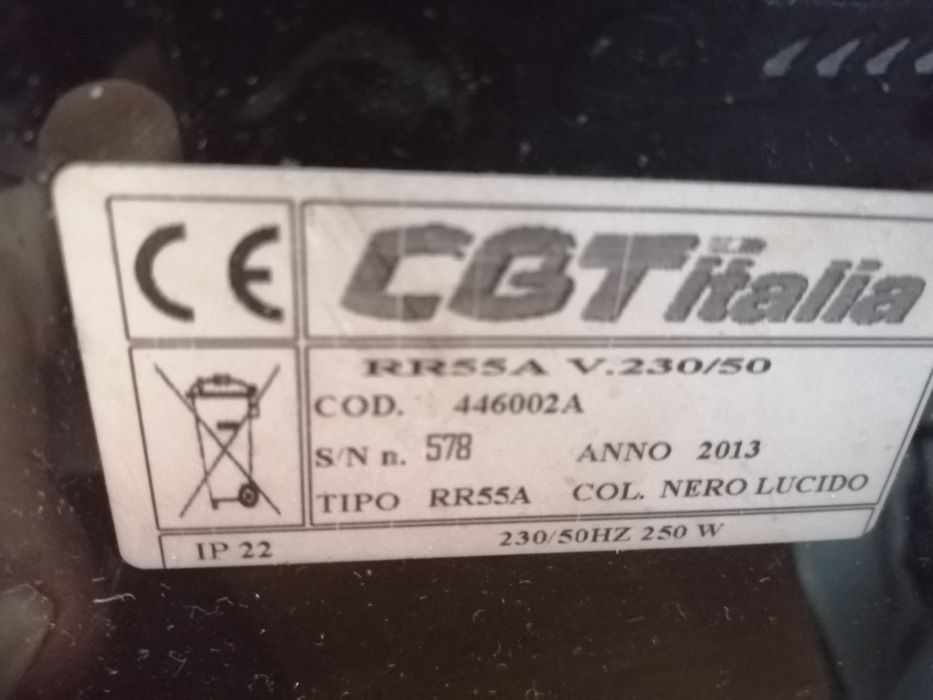 CE
CBT italia
RR55A V.230/50
COD. 446002A
S/N n. 578 ANNO 2013
TIPO RR55A COL. NERO LUCIDO
IP 22 230/50HZ 250 W